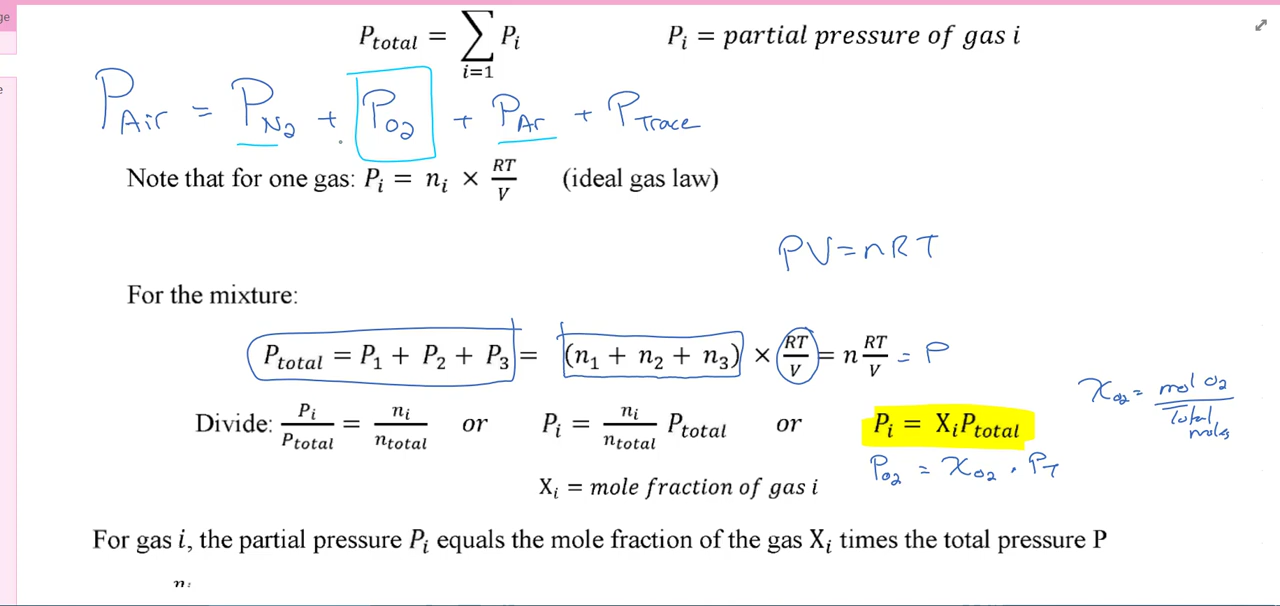 ge
e
P_total = ∑_{i=1} P_i    P_i = partial pressure of gas i
P_Air = P_N2 + P_O2 + P_Ar + P_Trace
Note that for one gas: P_i = n_i × RT/V    (ideal gas law)
PV=nRT
For the mixture:
P_total = P_1 + P_2 + P_3 = (n_1 + n_2 + n_3) × RT/V = n RT/V = P
Divide: P_i/P_total = n_i/n_total    or    P_i = n_i/n_total P_total    or    P_i = X_i P_total
X_O2 = mol O2/Total moles
P_O2 = X_O2 · P_T
X_i = mole fraction of gas i
For gas i, the partial pressure P_i equals the mole fraction of the gas X_i times the total pressure P
n_i